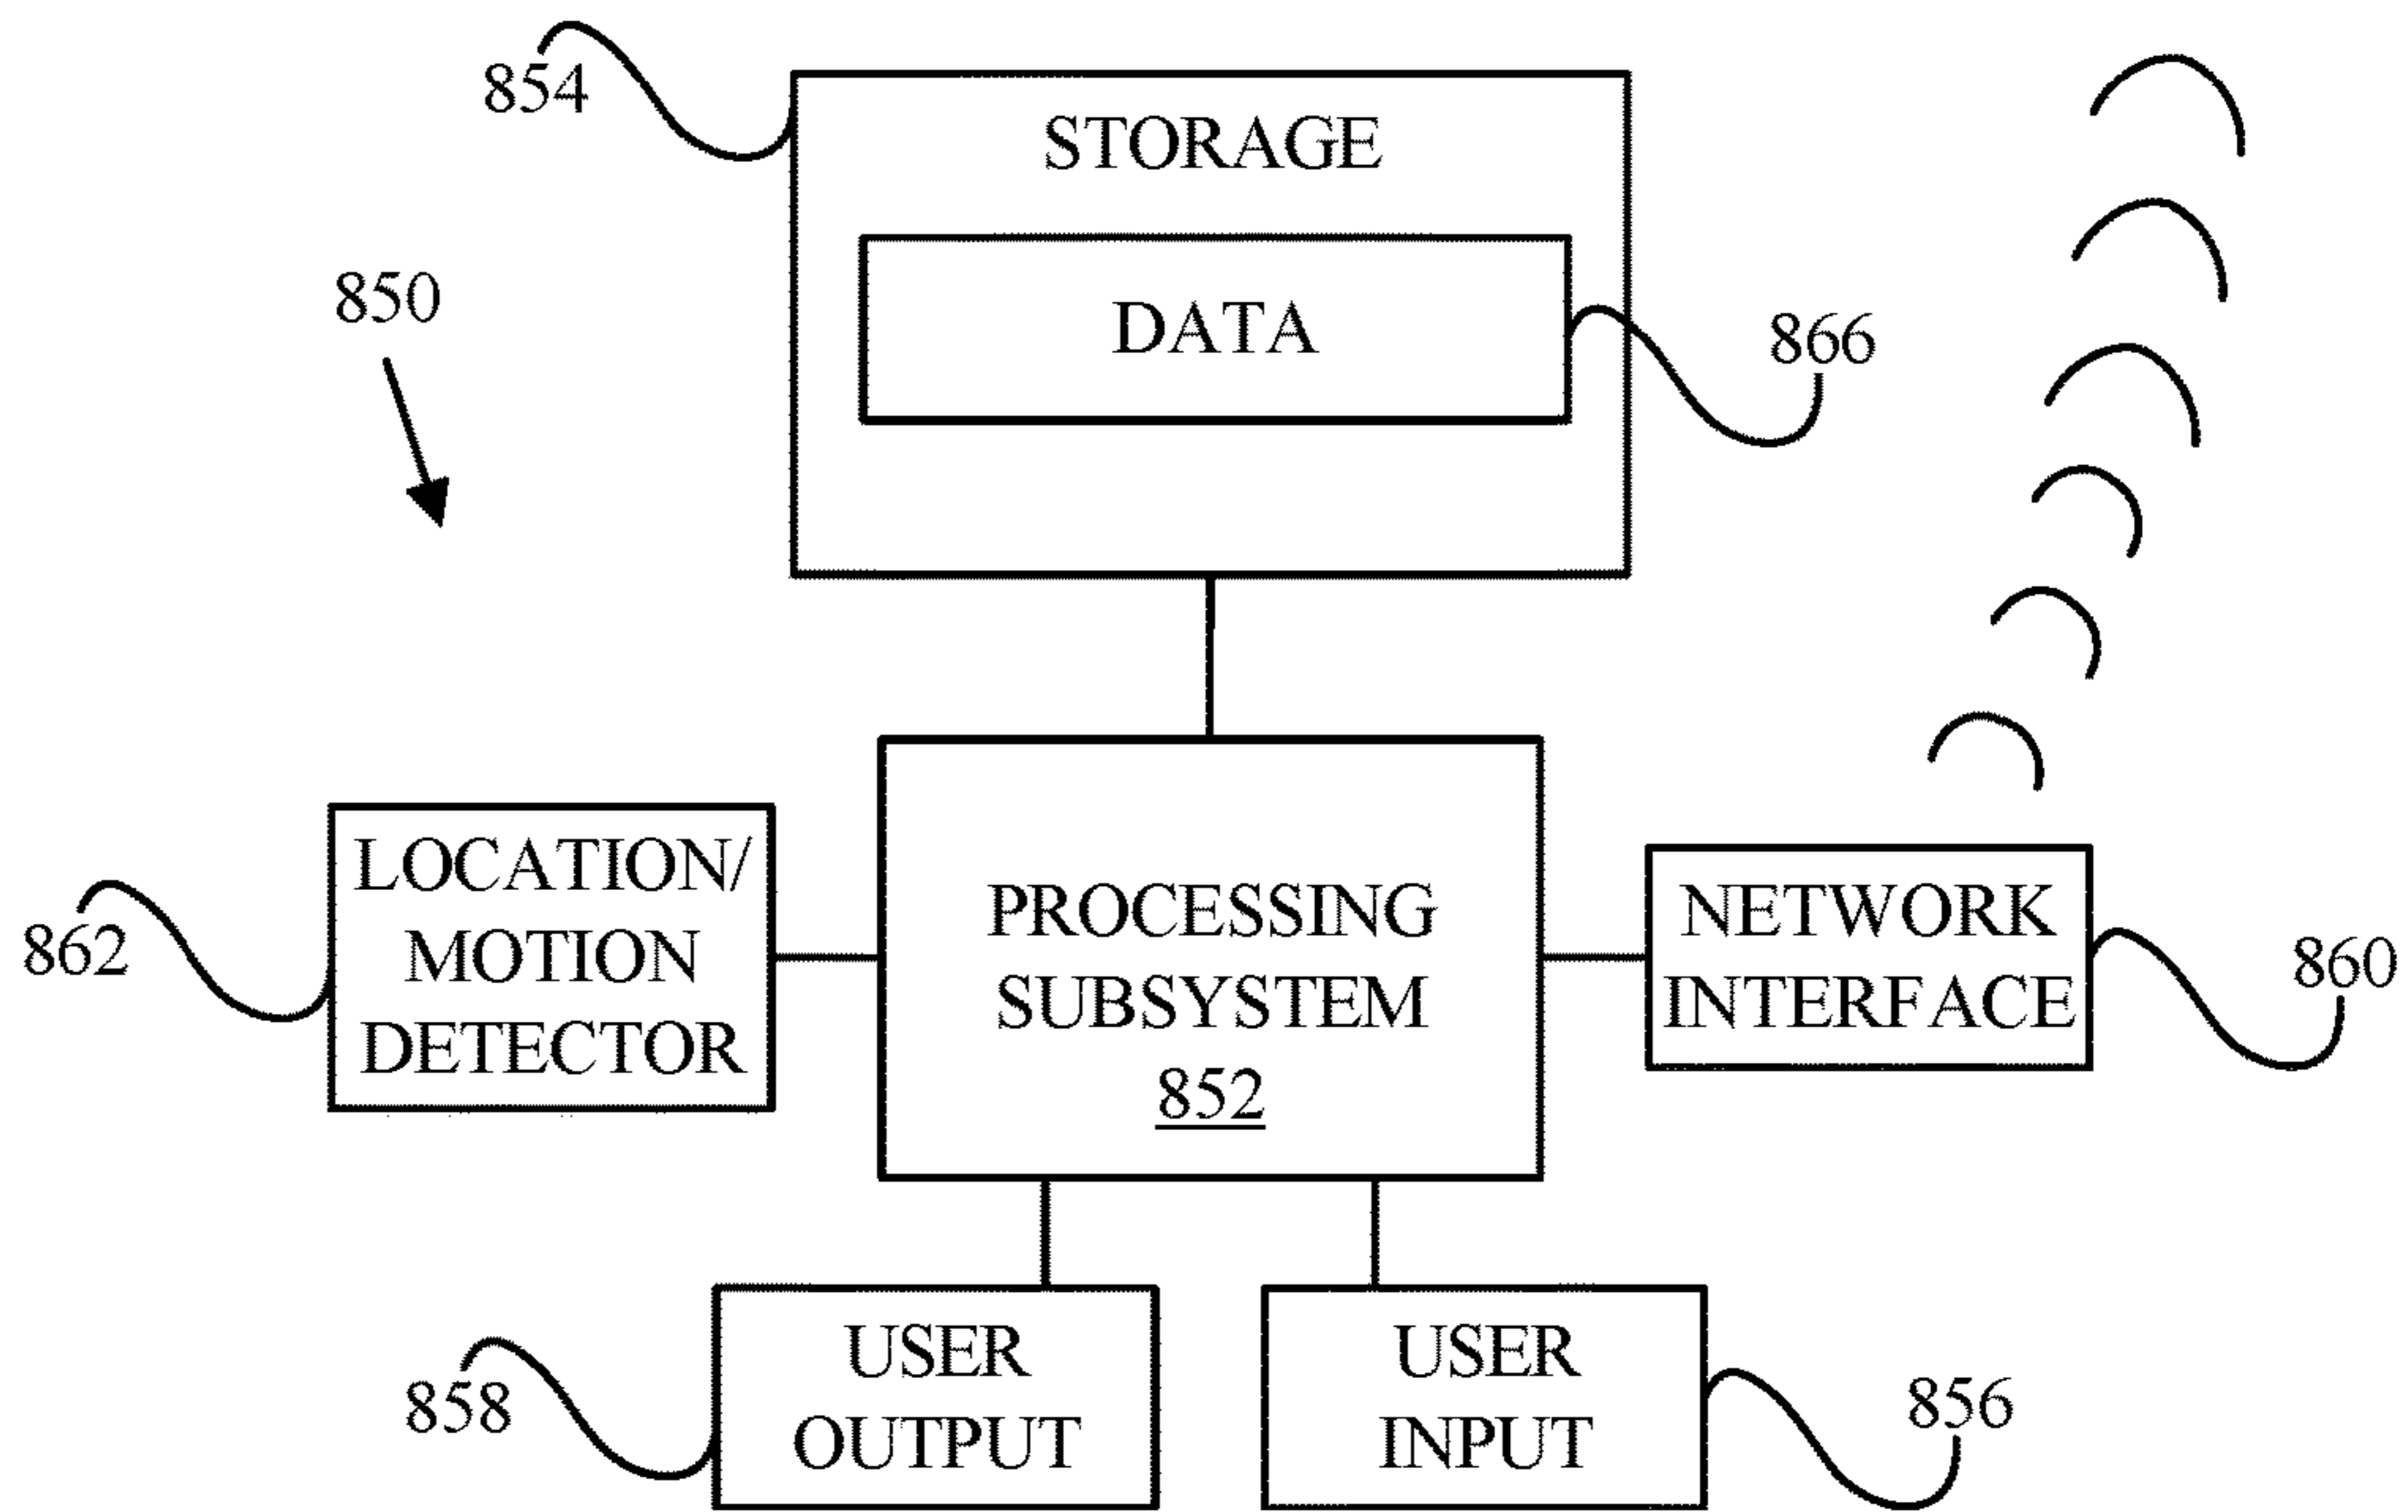 854
STORAGE
850
DATA
866
LOCATION/
MOTION
DETECTOR
862
PROCESSING
SUBSYSTEM
852
NETWORK
INTERFACE
860
USER
OUTPUT
858
USER
INPUT
856